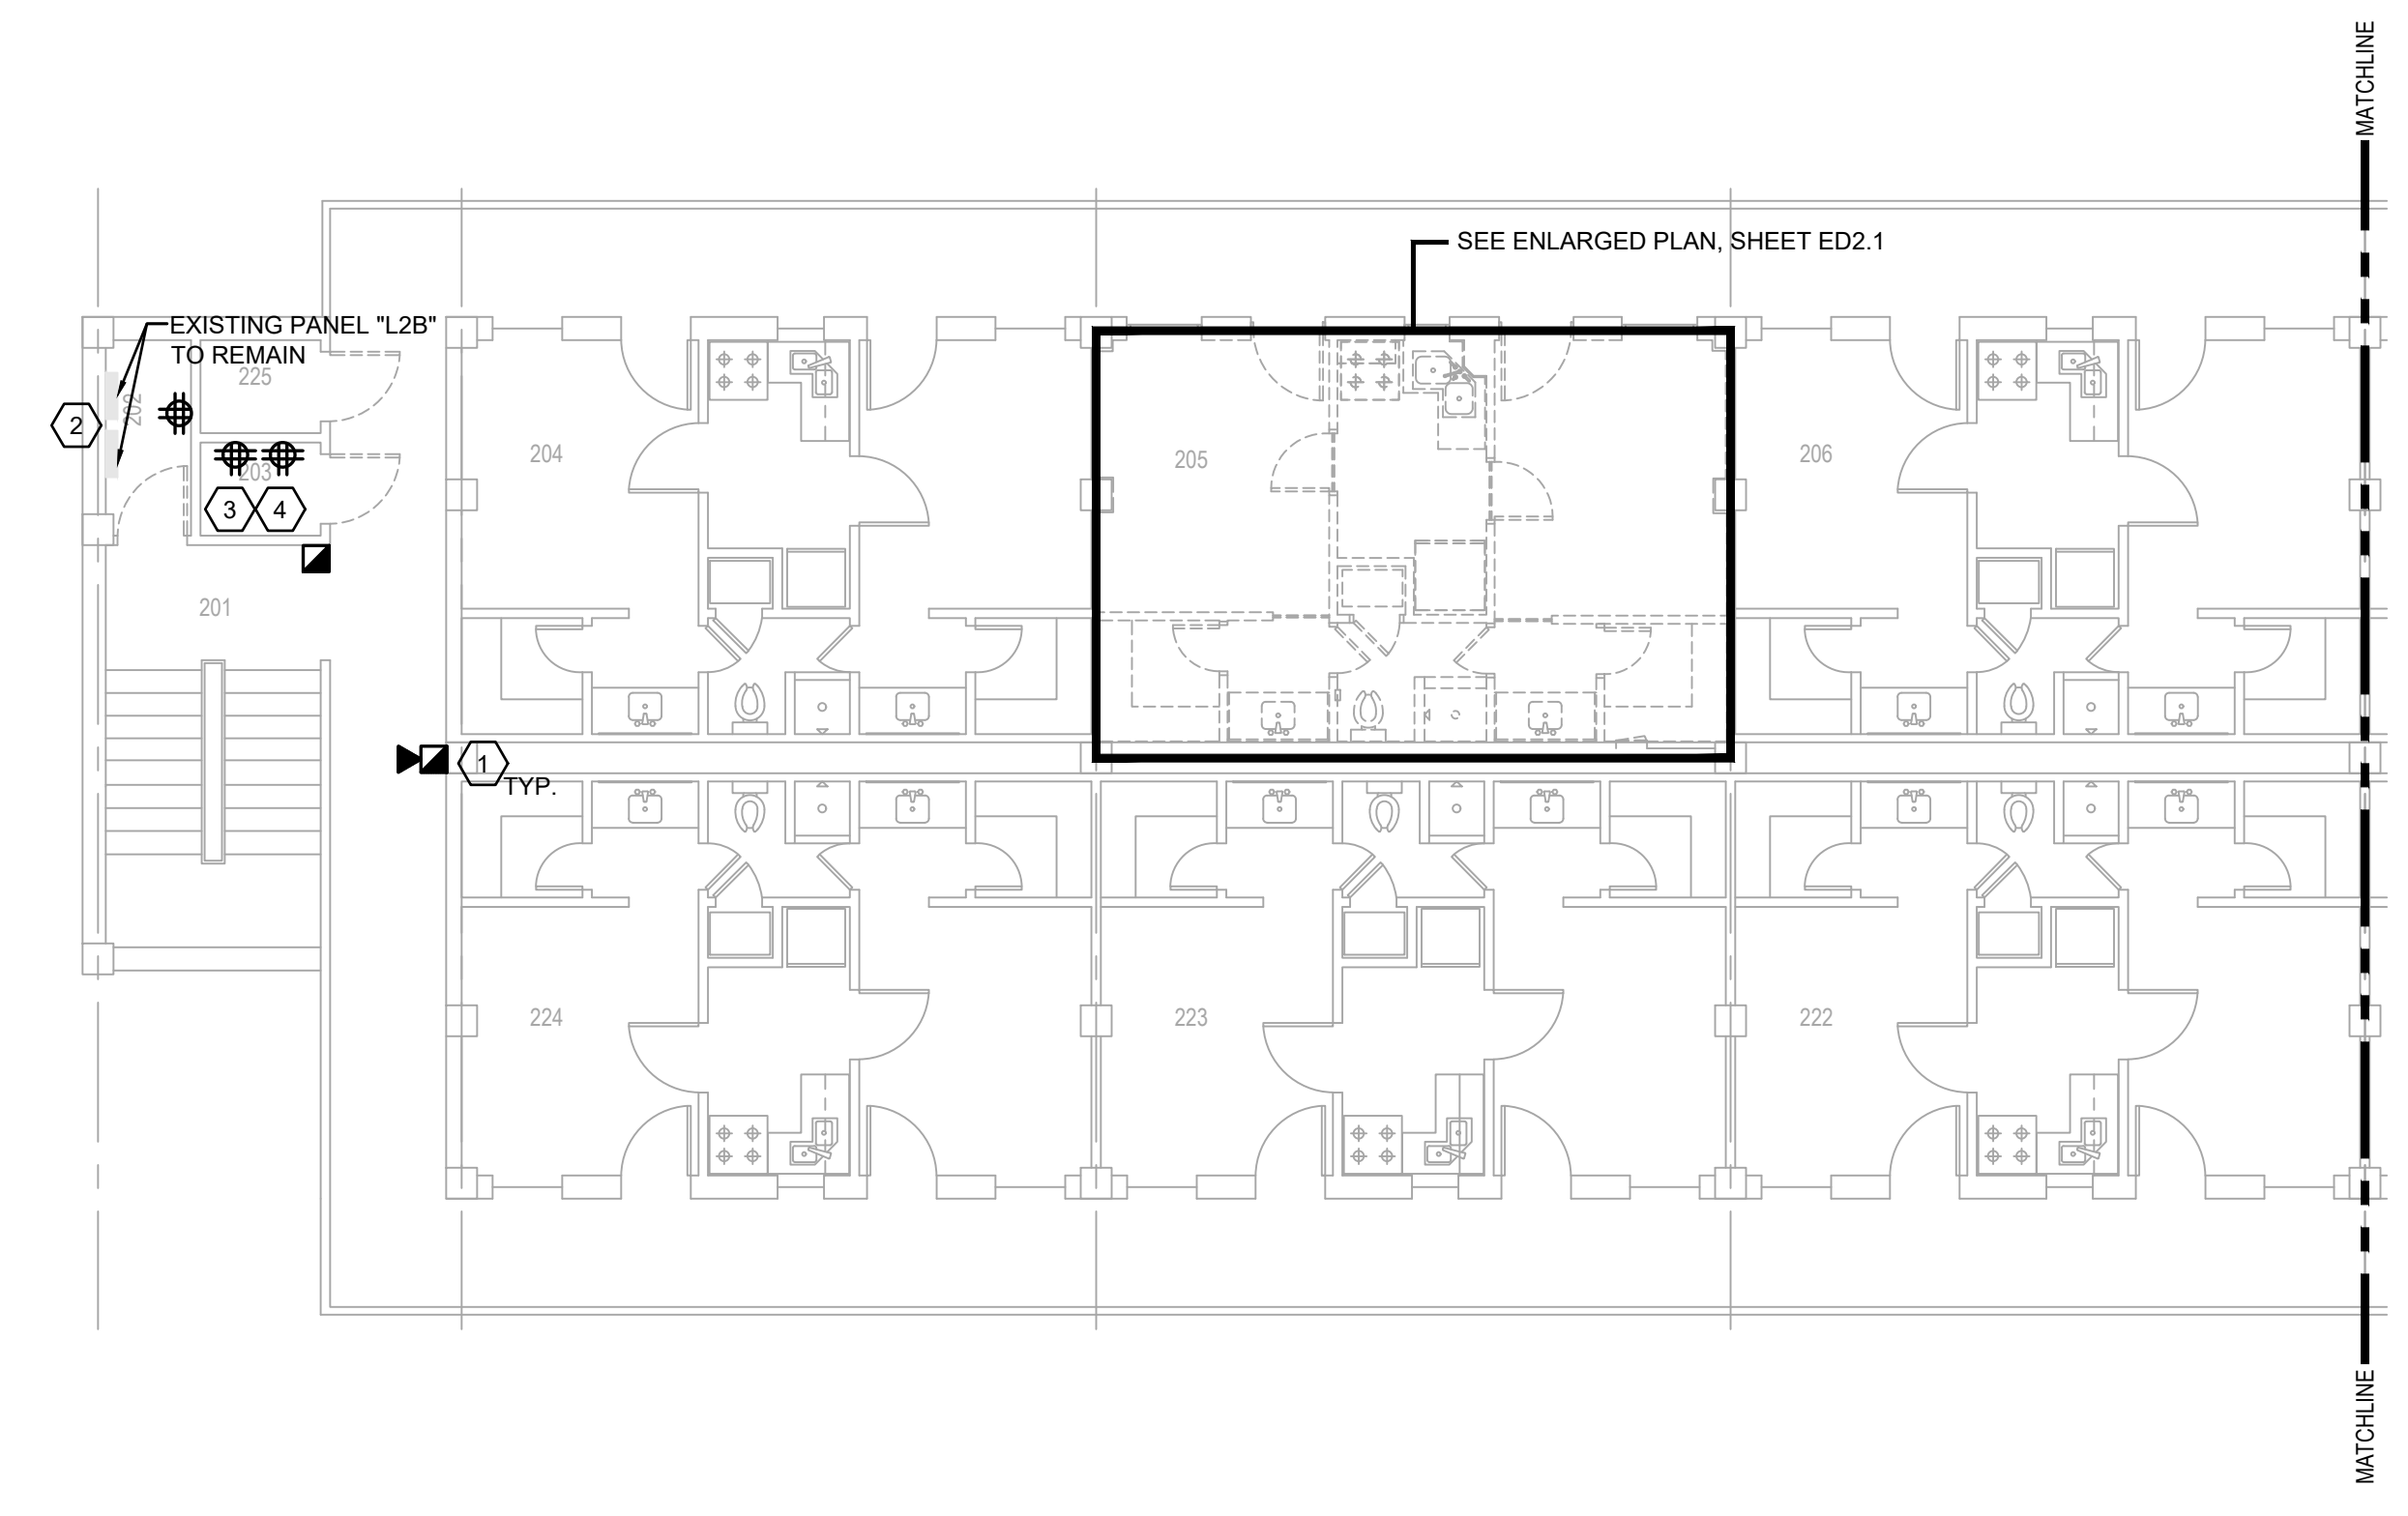 MATCHLINE
SEE ENLARGED PLAN, SHEET ED2.1
EXISTING PANEL "L2B"
TO REMAIN
225
202
2
203
3
4
204
205
206
201
1
TYP.
224
223
222
MATCHLINE